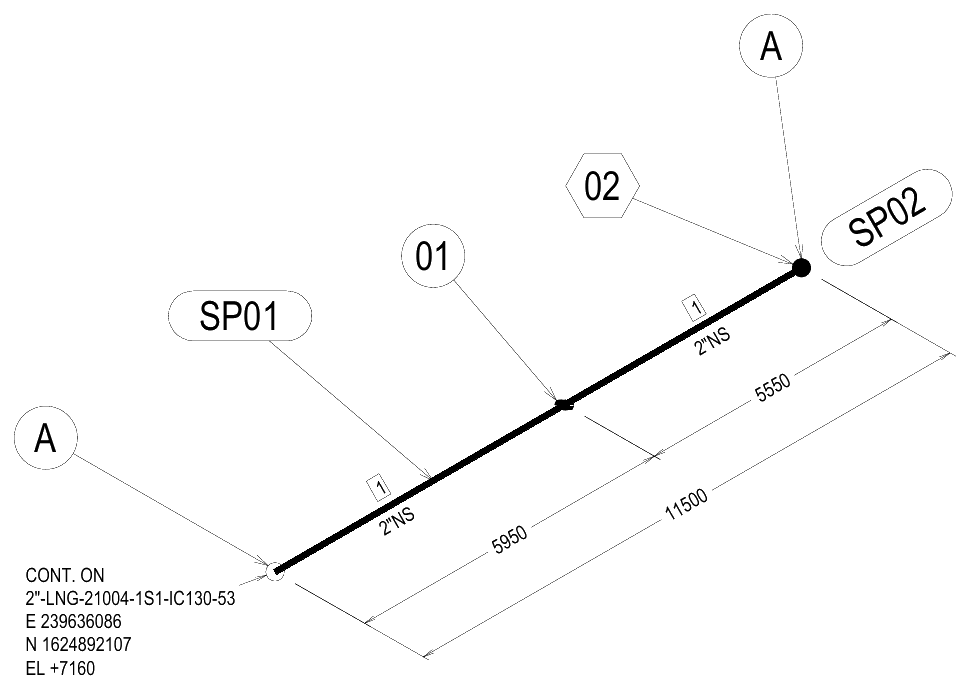 A
02
SP02
01
SP01
1
2"NS
5550
A
1
2"NS
11500
5950
CONT. ON
2"-LNG-21004-1S1-IC130-53
E 239636086
N 1624892107
EL +7160